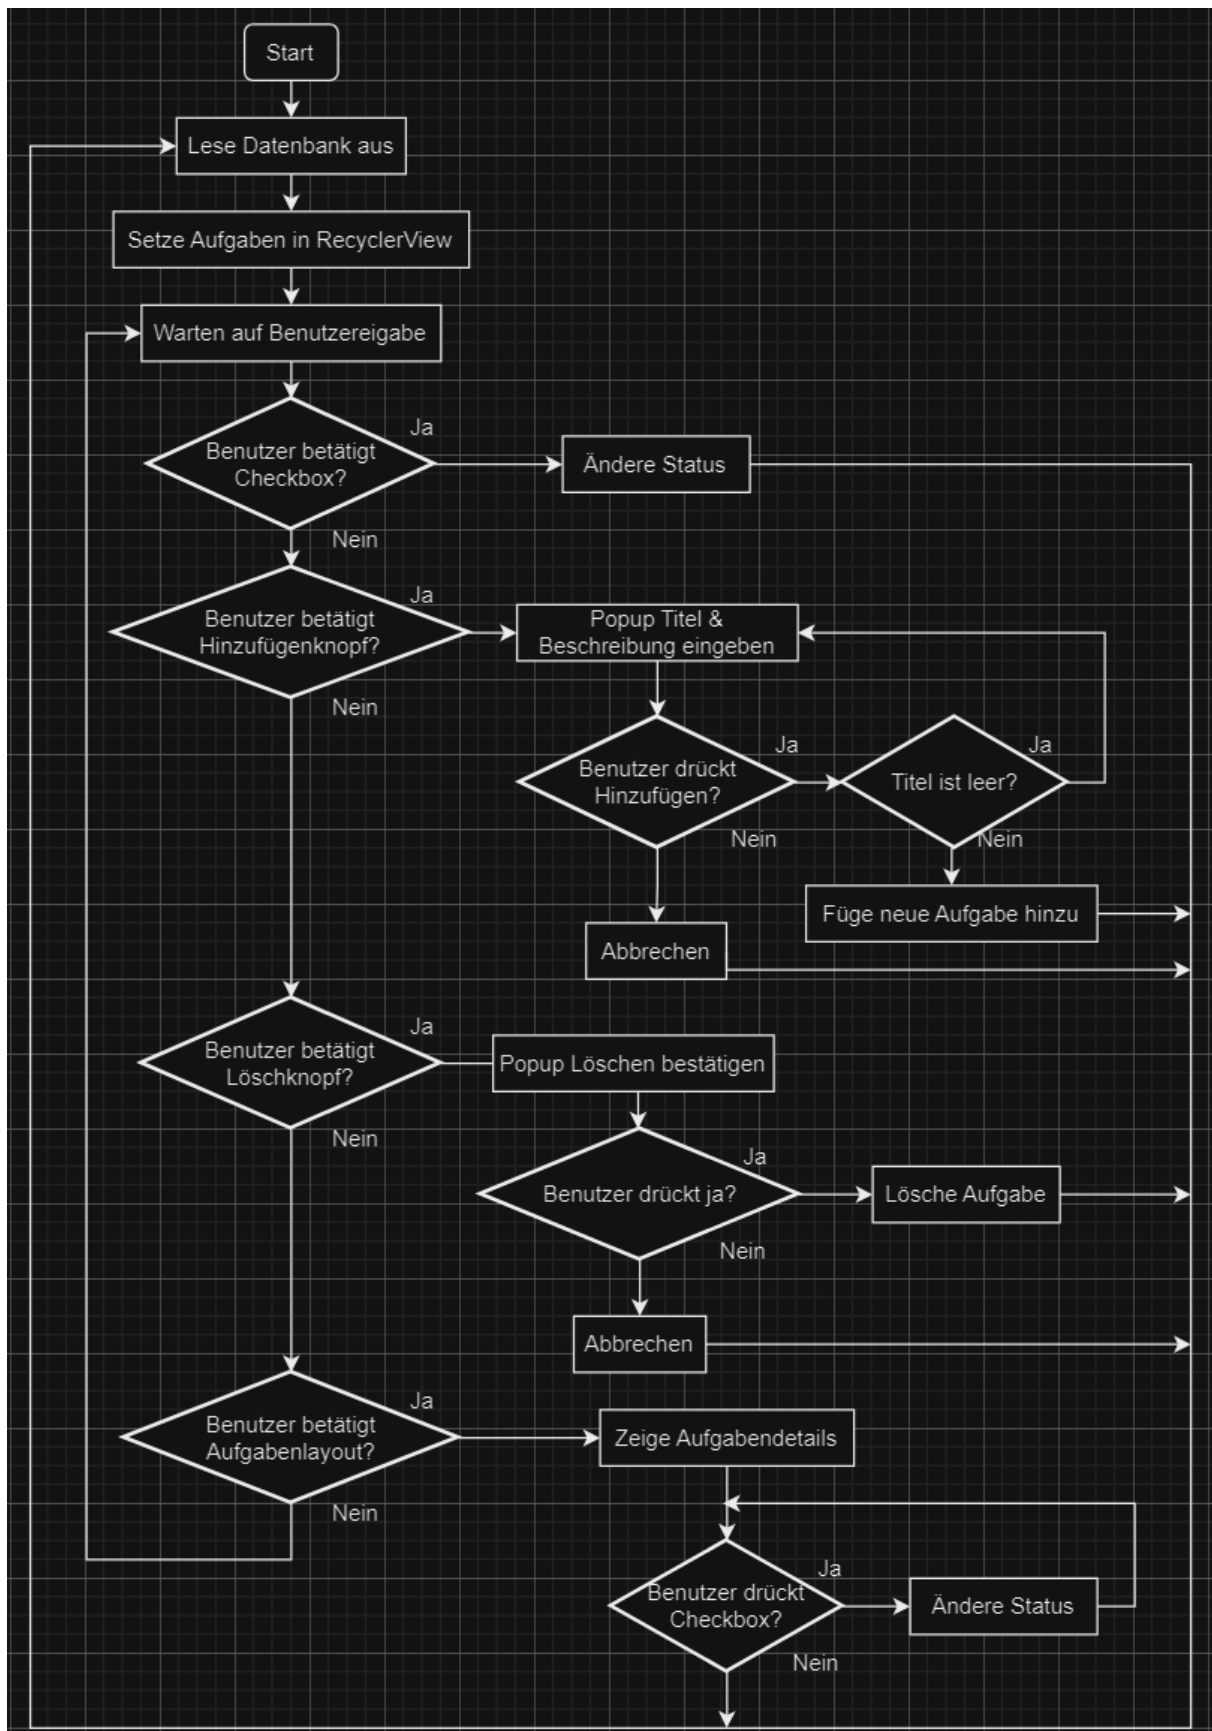 Start
Lese Datenbank aus
Setze Aufgaben in RecyclerView
Warten auf Benutzereigabe
Benutzer betätigt
Checkbox?
Ja
Ändere Status
Nein
Benutzer betätigt
Hinzufügenknopf?
Ja
Popup Titel &
Beschreibung eingeben
Nein
Benutzer drückt
Hinzufügen?
Ja
Titel ist leer?
Ja
Nein
Nein
Füge neue Aufgabe hinzu
Abbrechen
Benutzer betätigt
Löschknopf?
Ja
Popup Löschen bestätigen
Nein
Benutzer drückt ja?
Ja
Lösche Aufgabe
Nein
Abbrechen
Benutzer betätigt
Aufgabenlayout?
Ja
Zeige Aufgabendetails
Nein
Benutzer drückt
Checkbox?
Ja
Ändere Status
Nein